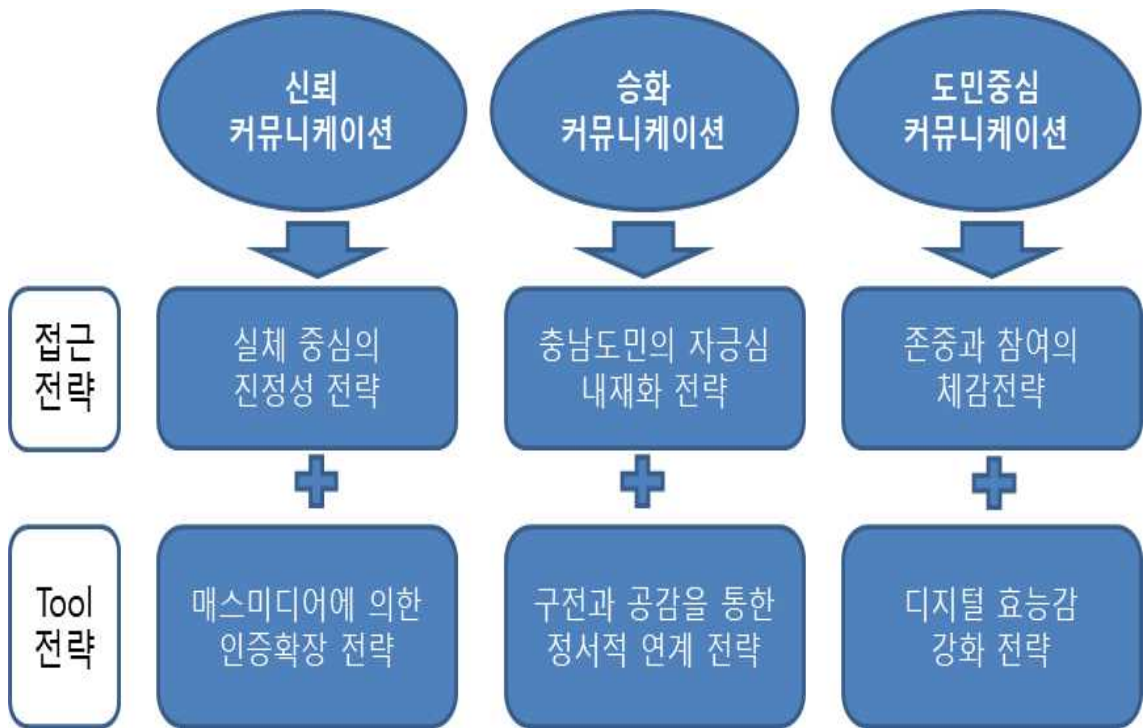 신뢰
커뮤니케이션
승화
커뮤니케이션
도민중심
커뮤니케이션
접근
전략
실체 중심의
진정성 전략
충남도민의 자긍심
내재화 전략
존중과 참여의
체감전략
Tool
전략
매스미디어에 의한
인증확장 전략
구전과 공감을 통한
정서적 연계 전략
디지털 효능감
강화 전략